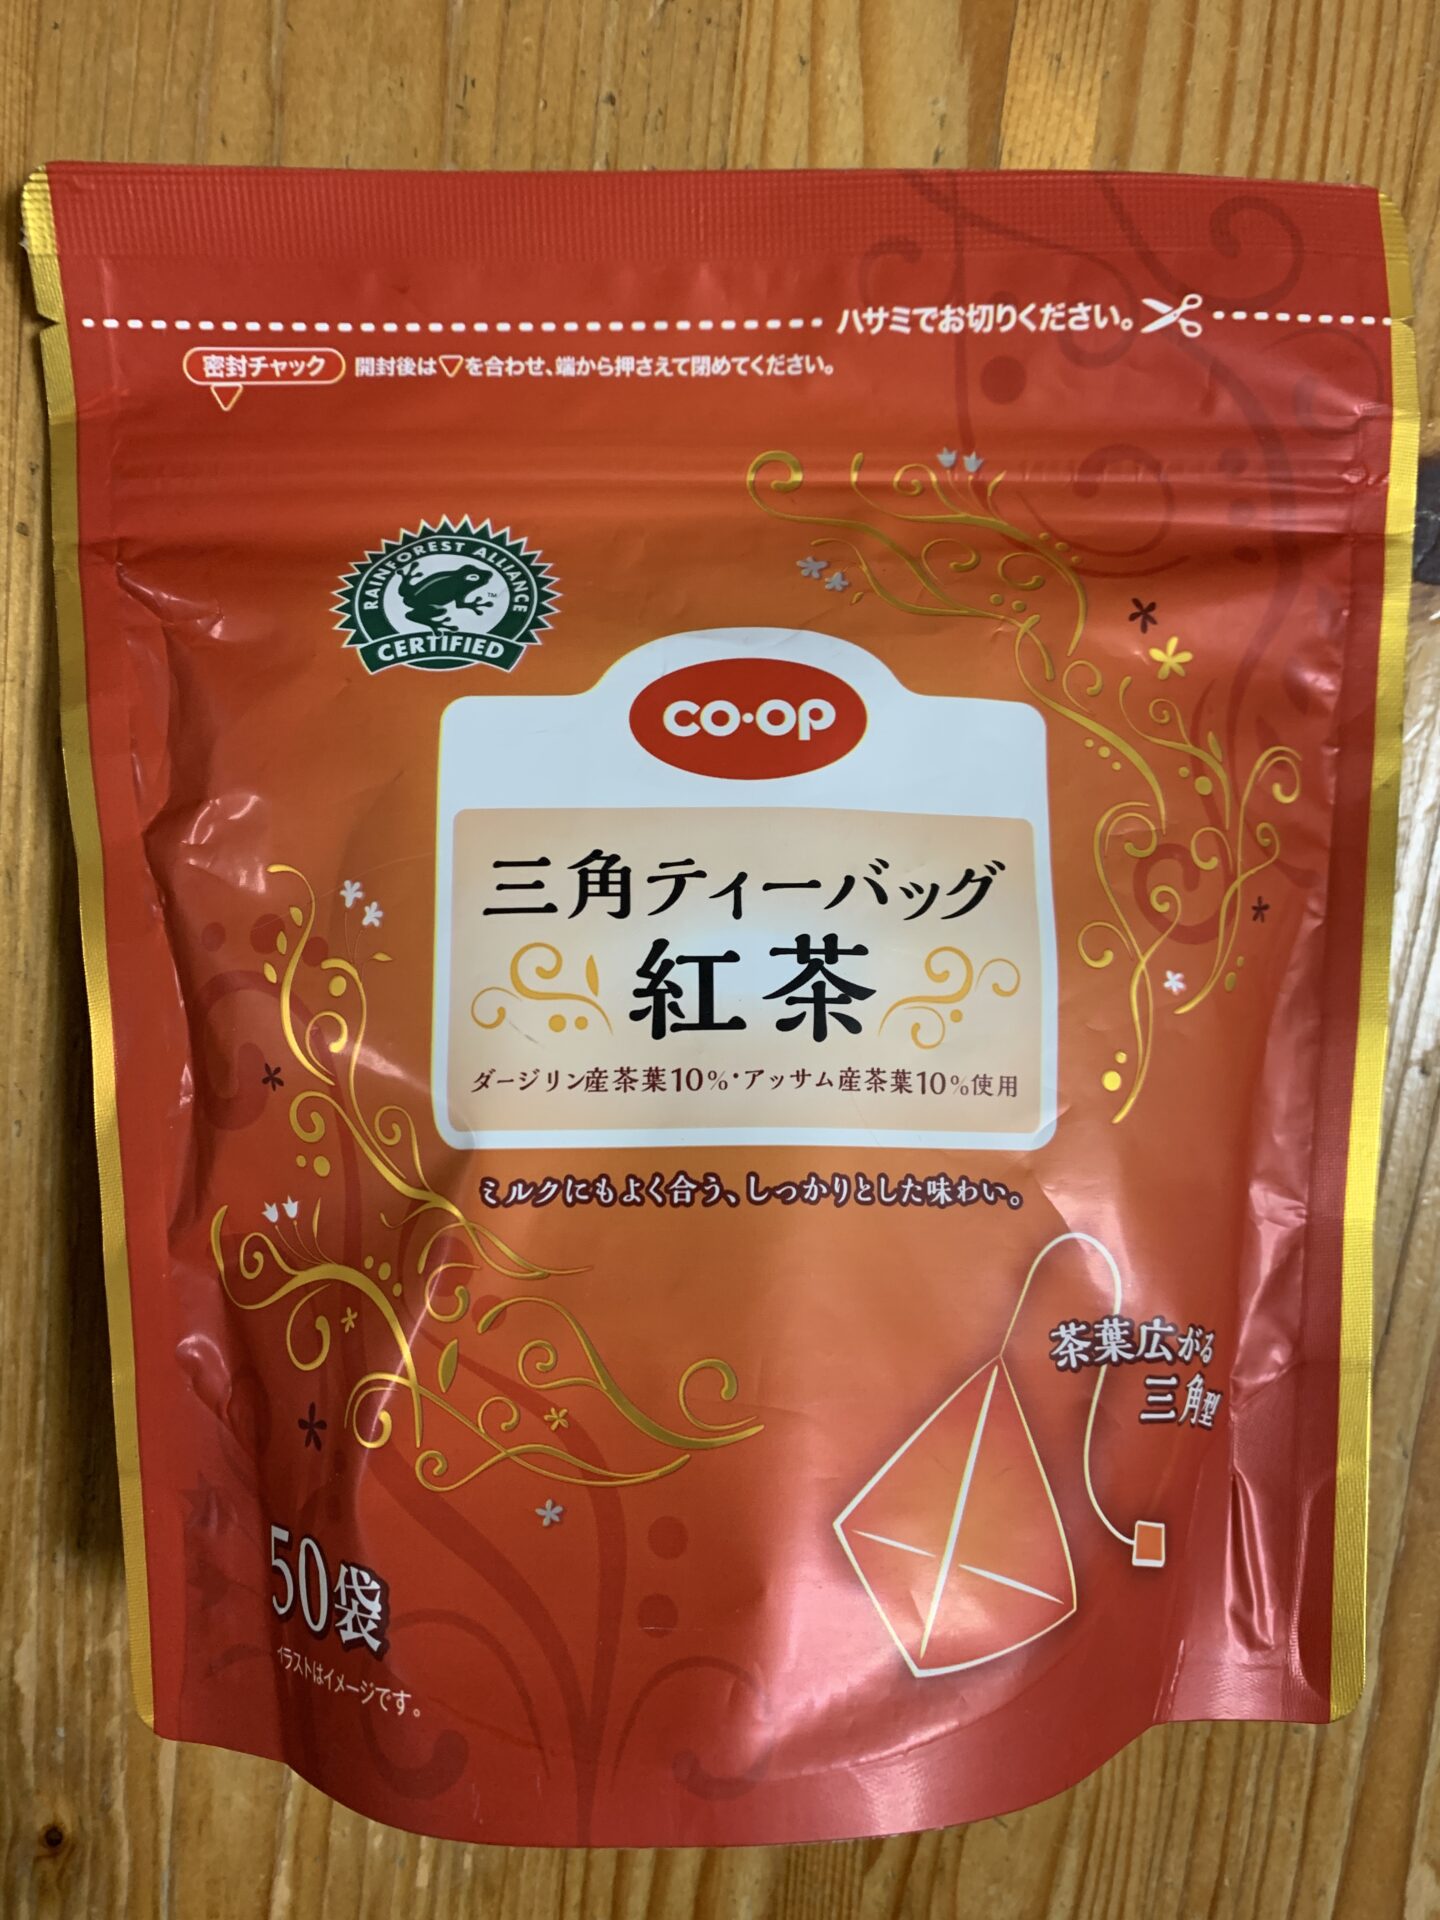 ハサミでお切りください。
密封チャック 開封後は▽を合わせ、端から押さえて閉めてください。
RAINFOREST ALLIANCE
TM
CERTIFIED
CO・OP
三角ティーバッグ
紅茶
ダージリン産茶葉10%・アッサム産茶葉10%使用
ミルクにもよく合う、しっかりとした味わい。
茶葉広がる
三角型
50袋
イラストはイメージです。